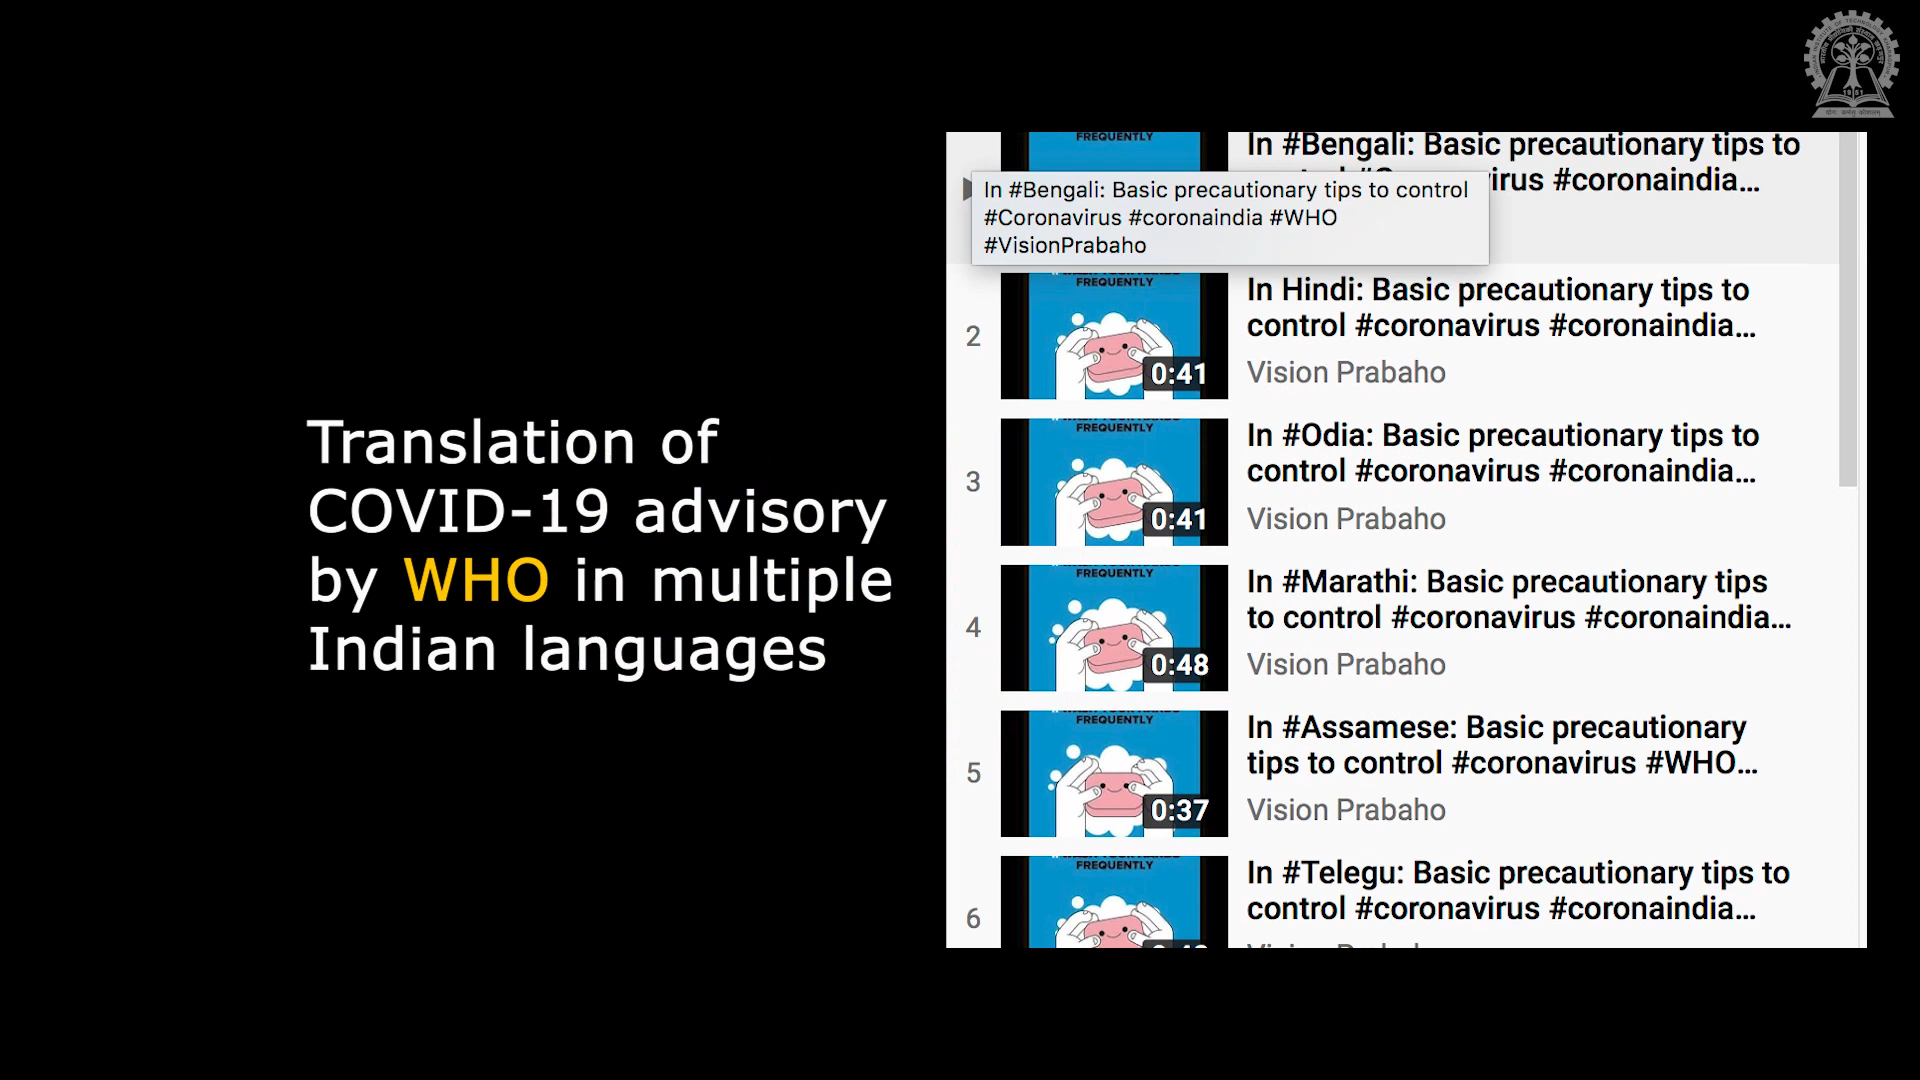 Translation of
COVID-19 advisory
by WHO in multiple
Indian languages
FREQUENTLY
In #Bengali: Basic precautionary tips to
irus #coronaindia...
In #Bengali: Basic precautionary tips to control
#Coronavirus #coronaindia #WHO
#VisionPrabaho
2
FREQUENTLY
0:41
In Hindi: Basic precautionary tips to
control #coronavirus #coronaindia...
Vision Prabaho
3
FREQUENTLY
0:41
In #Odia: Basic precautionary tips to
control #coronavirus #coronaindia...
Vision Prabaho
4
FREQUENTLY
0:48
In #Marathi: Basic precautionary tips
to control #coronavirus #coronaindia...
Vision Prabaho
5
FREQUENTLY
0:37
In #Assamese: Basic precautionary
tips to control #coronavirus #WHO...
Vision Prabaho
6
FREQUENTLY
In #Telegu: Basic precautionary tips to
control #coronavirus #coronaindia...
1951